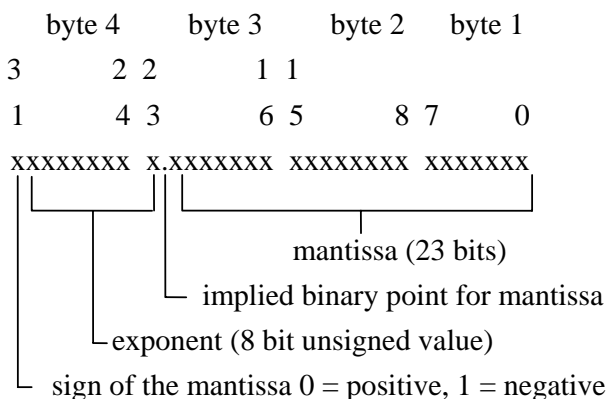 byte 4 byte 3 byte 2 byte 1
3 2 2 1 1
1 4 3 6 5 8 7 0
xxxxxxxx x.xxxxxxx xxxxxxxx xxxxxxx
mantissa (23 bits)
implied binary point for mantissa
exponent (8 bit unsigned value)
sign of the mantissa 0 = positive, 1 = negative